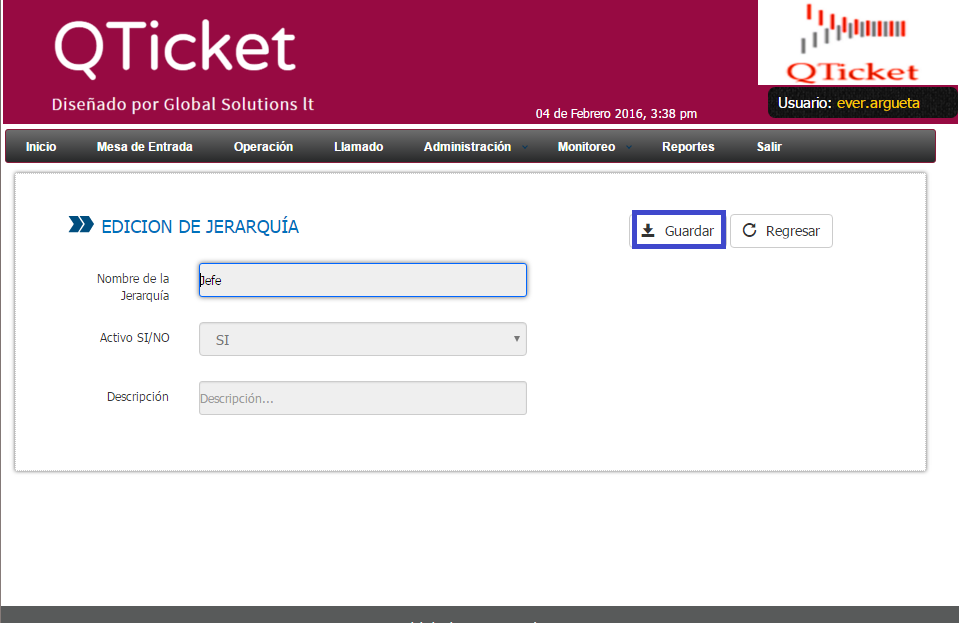 QTicket
Diseñado por Global Solutions lt
QTicket
04 de Febrero 2016, 3:38 pm
Usuario: ever.argueta
Inicio Mesa de Entrada Operación Llamado Administración Monitoreo Reportes Salir
EDICION DE JERARQUÍA
Guardar Regresar
Nombre de la
Jerarquía
Jefe
Activo SI/NO
SI
Descripción
Descripción...